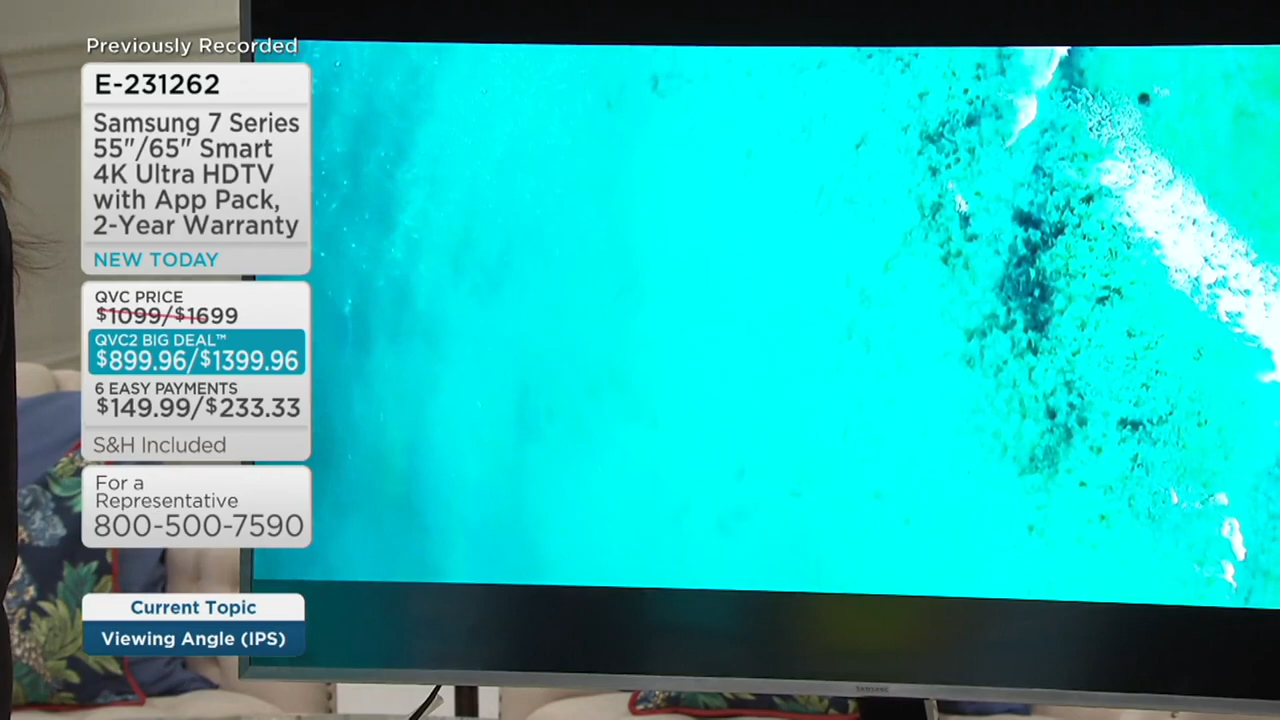 Previously Recorded
E-231262
Samsung 7 Series
55"/65" Smart
4K Ultra HDTV
with App Pack,
2-Year Warranty
NEW TODAY
QVC PRICE
$1099/$1699
QVC2 BIG DEAL™
$899.96/$1399.96
6 EASY PAYMENTS
$149.99/$233.33
S&H Included
For a
Representative
800-500-7590
Current Topic
Viewing Angle (IPS)
SAMSUNG